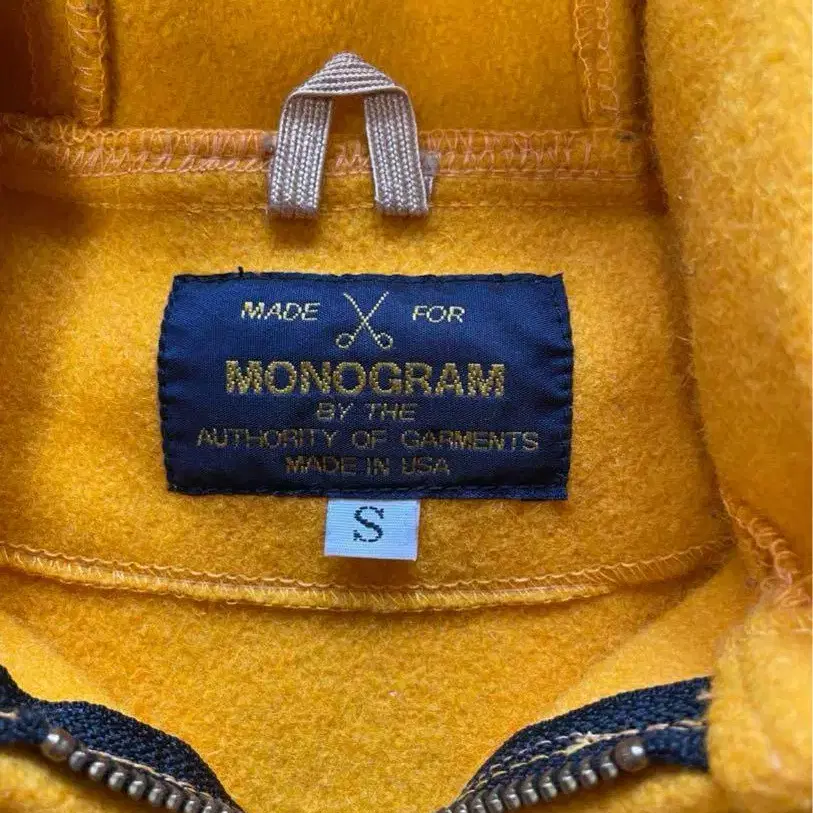 MADE FOR
MONOGRAM
BY THE
AUTHORITY OF GARMENTS
MADE IN USA
S